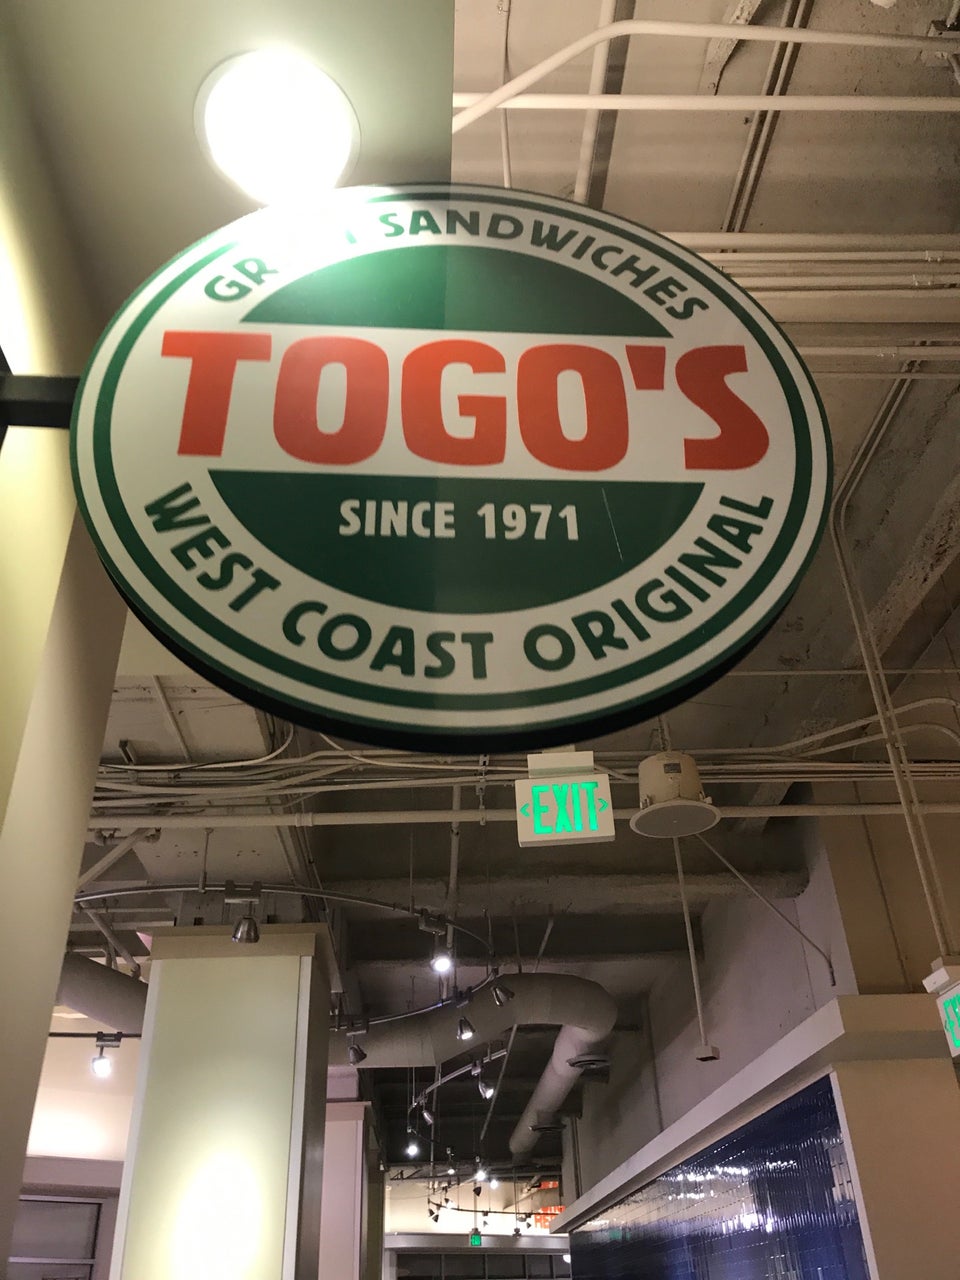 SANDWICHES
TOGO'S
SINCE 1971
WEST COAST ORIGINAL
EXIT